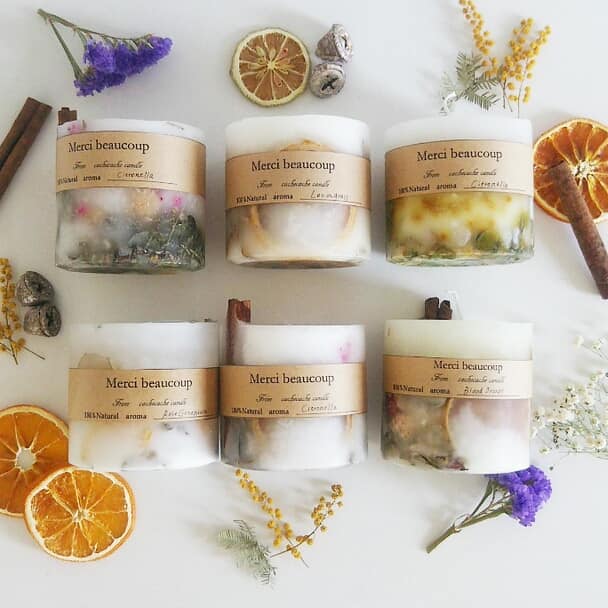 Merci beaucoup
From cachecache candle
100%Natural aroma Citronella
Merci beaucoup
From cachecache candle
100%Natural aroma Lavandin
Merci beaucoup
From cachecache candle
100%Natural aroma Citronella
Merci beaucoup
From cachecache candle
100%Natural aroma Rose Geranium
Merci beaucoup
From cachecache candle
100%Natural aroma Citronella
Merci beaucoup
From cachecache candle
100%Natural aroma Blood Orange